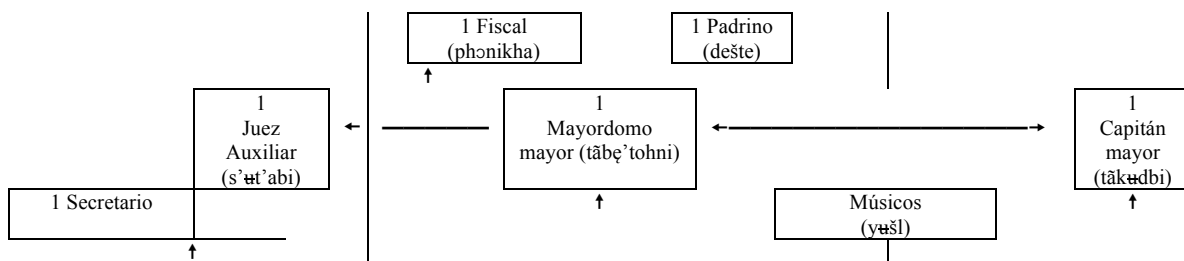 1 Fiscal
(phɔnikha)
1 Padrino
(dešte)
1
Juez
Auxiliar
(s’ʉt’abi)
1
Mayordomo
mayor (tãbę’tohni)
1
Capitán
mayor
(tãkʉdbi)
1 Secretario
Músicos
(yʉšl)